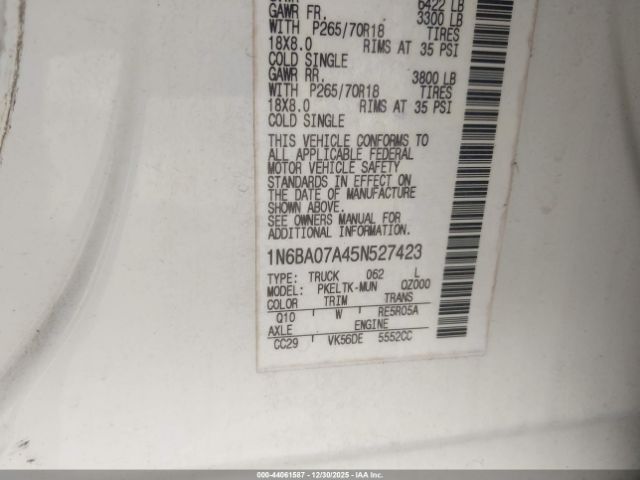 6422 LB
GAWR FR. 3300 LB
WITH P265/70R18 TIRES
18X8.0 RIMS AT 35 PSI
COLD SINGLE
GAWR RR. 3800 LB
WITH P265/70R18 TIRES
18X8.0 RIMS AT 35 PSI
COLD SINGLE
THIS VEHICLE CONFORMS TO
ALL APPLICABLE FEDERAL
MOTOR VEHICLE SAFETY
STANDARDS IN EFFECT ON
THE DATE OF MANUFACTURE
SHOWN ABOVE.
SEE OWNERS MANUAL FOR
ADDITIONAL INFORMATION.
1N6BA07A45N527423
TYPE: TRUCK 062 L
MODEL: PKELTK-MUN QZ000
COLOR TRIM TRANS
Q10 W RE5R05A
AXLE ENGINE
CC29 VK56DE 5552CC
000-44061587 - 12/30/2025 - IAAI.COM